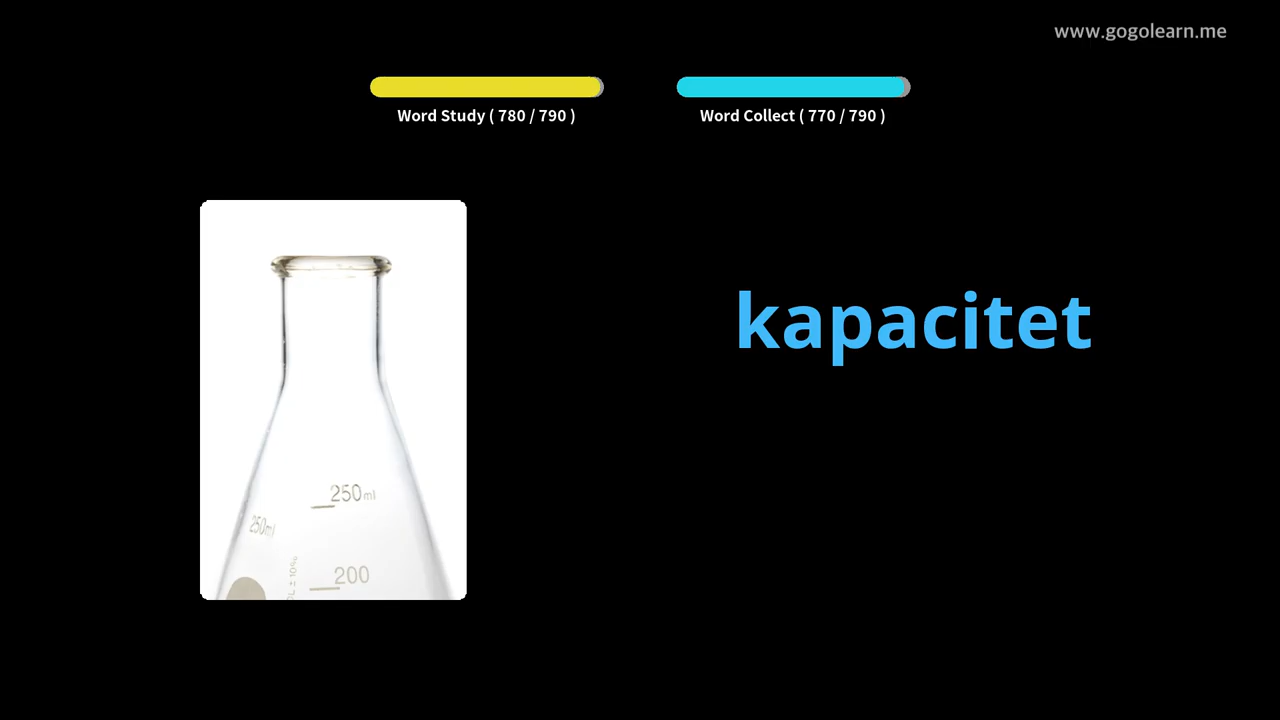 www.gogolearn.me
Word Study ( 780 / 790 )
Word Collect ( 770 / 790 )
kapacitet
250ml
250ml
200